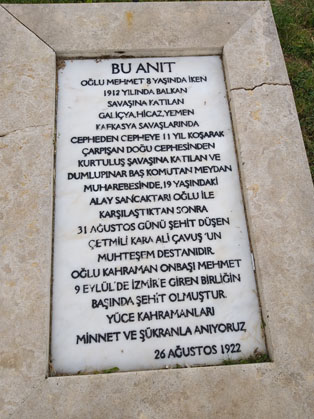 BU ANIT
OĞLU MEHMET 8 YAŞINDA İKEN
1912 YILINDA BALKAN
SAVAŞINA KATILAN
GALİÇYA, HİCAZ, YEMEN
KAFKASYA SAVAŞLARINDA
CEPHEDEN CEPHEYE 11 YIL KOŞARAK
ÇARPIŞAN DOĞU CEPHESİNDEN
KURTULUŞ SAVAŞINA KATILAN VE
DUMLUPINAR BAŞ KOMUTAN MEYDAN
MUHAREBESİNDE, 19 YAŞINDAKİ
ALAY SANCAKTARI OĞLU İLE
KARŞILAŞTIKTAN SONRA
31 AĞUSTOS GÜNÜ ŞEHİT DÜŞEN
ÇETMİLİ KARA ALİ ÇAVUŞ'UN
MUHTEŞEM DESTANIDIR.
OĞLU KAHRAMAN ONBAŞI MEHMET
9 EYLÜL'DE İZMİR'E GİREN BİRLİĞİN
BAŞINDA ŞEHİT OLMUŞTUR.
YÜCE KAHRAMANLARI
MİNNET VE ŞÜKRANLA ANIYORUZ
26 AĞUSTOS 1922